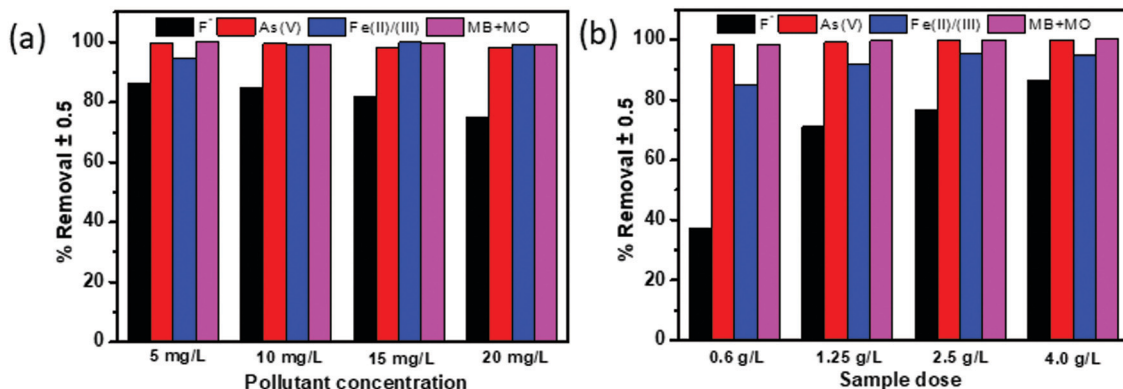 (a)
F⁻ As(V) Fe(II)/(III) MB+MO
% Removal ± 0.5
100
80
60
40
20
0
5 mg/L 10 mg/L 15 mg/L 20 mg/L
Pollutant concentration
(b)
F⁻ As(V) Fe(II)/(III) MB+MO
% Removal ± 0.5
100
80
60
40
20
0
0.6 g/L 1.25 g/L 2.5 g/L 4.0 g/L
Sample dose